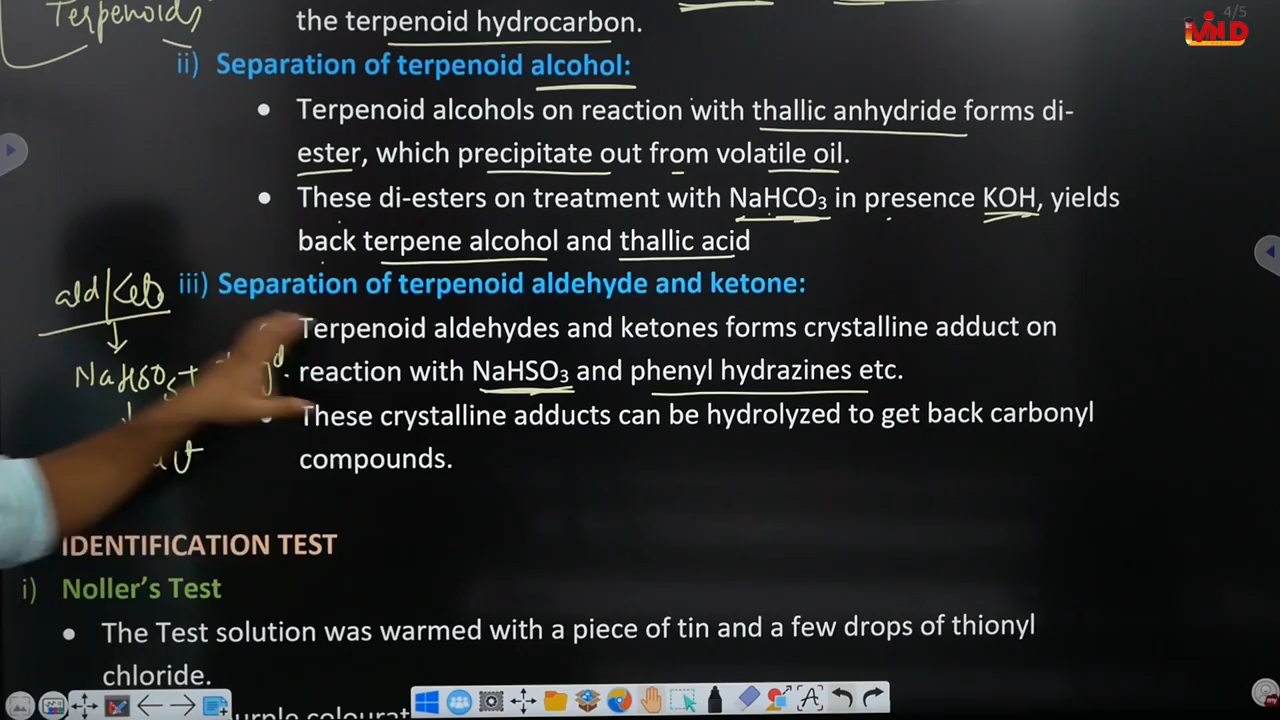 Terpenoids
4/5
the terpenoid hydrocarbon.
ii) Separation of terpenoid alcohol:
• Terpenoid alcohols on reaction with thallic anhydride forms di-
ester, which precipitate out from volatile oil.
• These di-esters on treatment with NaHCO₃ in presence KOH, yields
back terpene alcohol and thallic acid
ald/Keto
iii) Separation of terpenoid aldehyde and ketone:
Terpenoid aldehydes and ketones forms crystalline adduct on
NaHSO₃ +
reaction with NaHSO₃ and phenyl hydrazines etc.
These crystalline adducts can be hydrolyzed to get back carbonyl
compounds.
IDENTIFICATION TEST
i) Noller's Test
• The Test solution was warmed with a piece of tin and a few drops of thionyl
chloride.